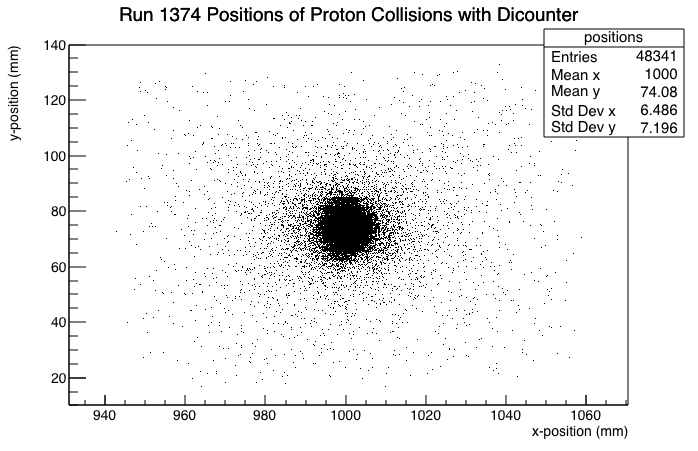 Run 1374 Positions of Proton Collisions with Dicounter
positions
Entries 48341
Mean x 1000
Mean y 74.08
Std Dev x 6.486
Std Dev y 7.196
y-position (mm)
140
120
100
80
60
40
20
940 960 980 1000 1020 1040 1060
x-position (mm)